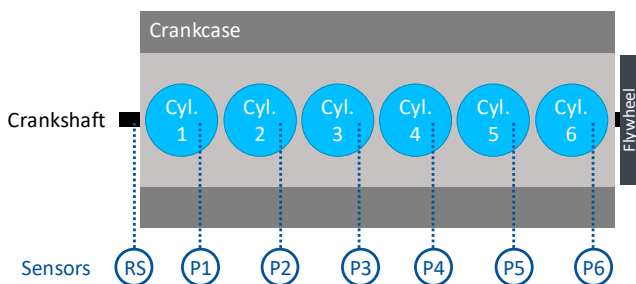 Crankcase
Crankshaft
Cyl.
1
Cyl.
2
Cyl.
3
Cyl.
4
Cyl.
5
Cyl.
6
Flywheel
Sensors
RS
P1
P2
P3
P4
P5
P6